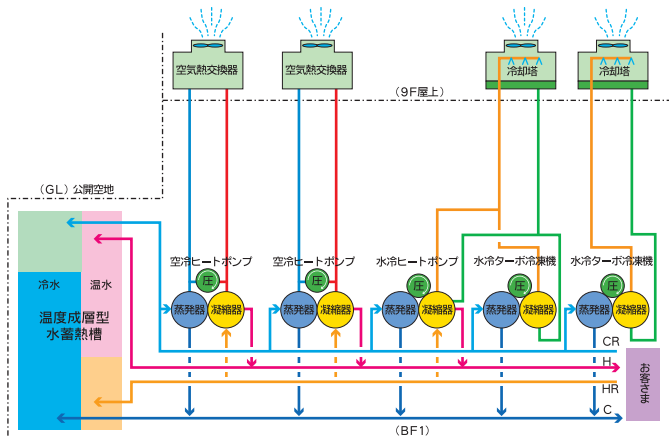 空気熱交換器
空気熱交換器
冷却塔
冷却塔
(9F屋上)
(GL)公開空地
空冷ヒートポンプ
空冷ヒートポンプ
水冷ヒートポンプ
水冷ターボ冷凍機
水冷ターボ冷凍機
圧
圧
圧
圧
圧
冷水
温水
蒸発器
凝縮器
蒸発器
凝縮器
蒸発器
凝縮器
蒸発器
凝縮器
蒸発器
凝縮器
温度成層型
水蓄熱槽
CR
H
HR
C
お客さま
(BF1)